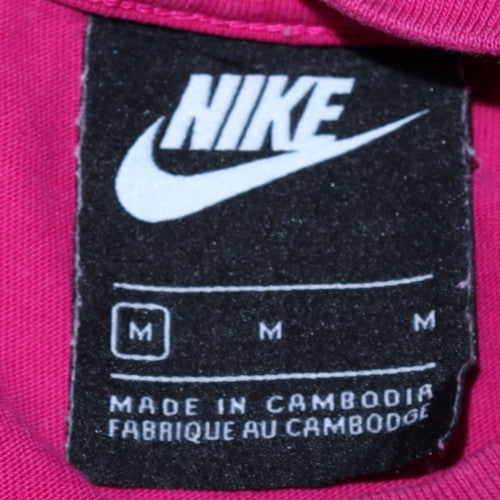 NIKE
M M M
MADE IN CAMBODIA
FABRIQUE AU CAMBODGE